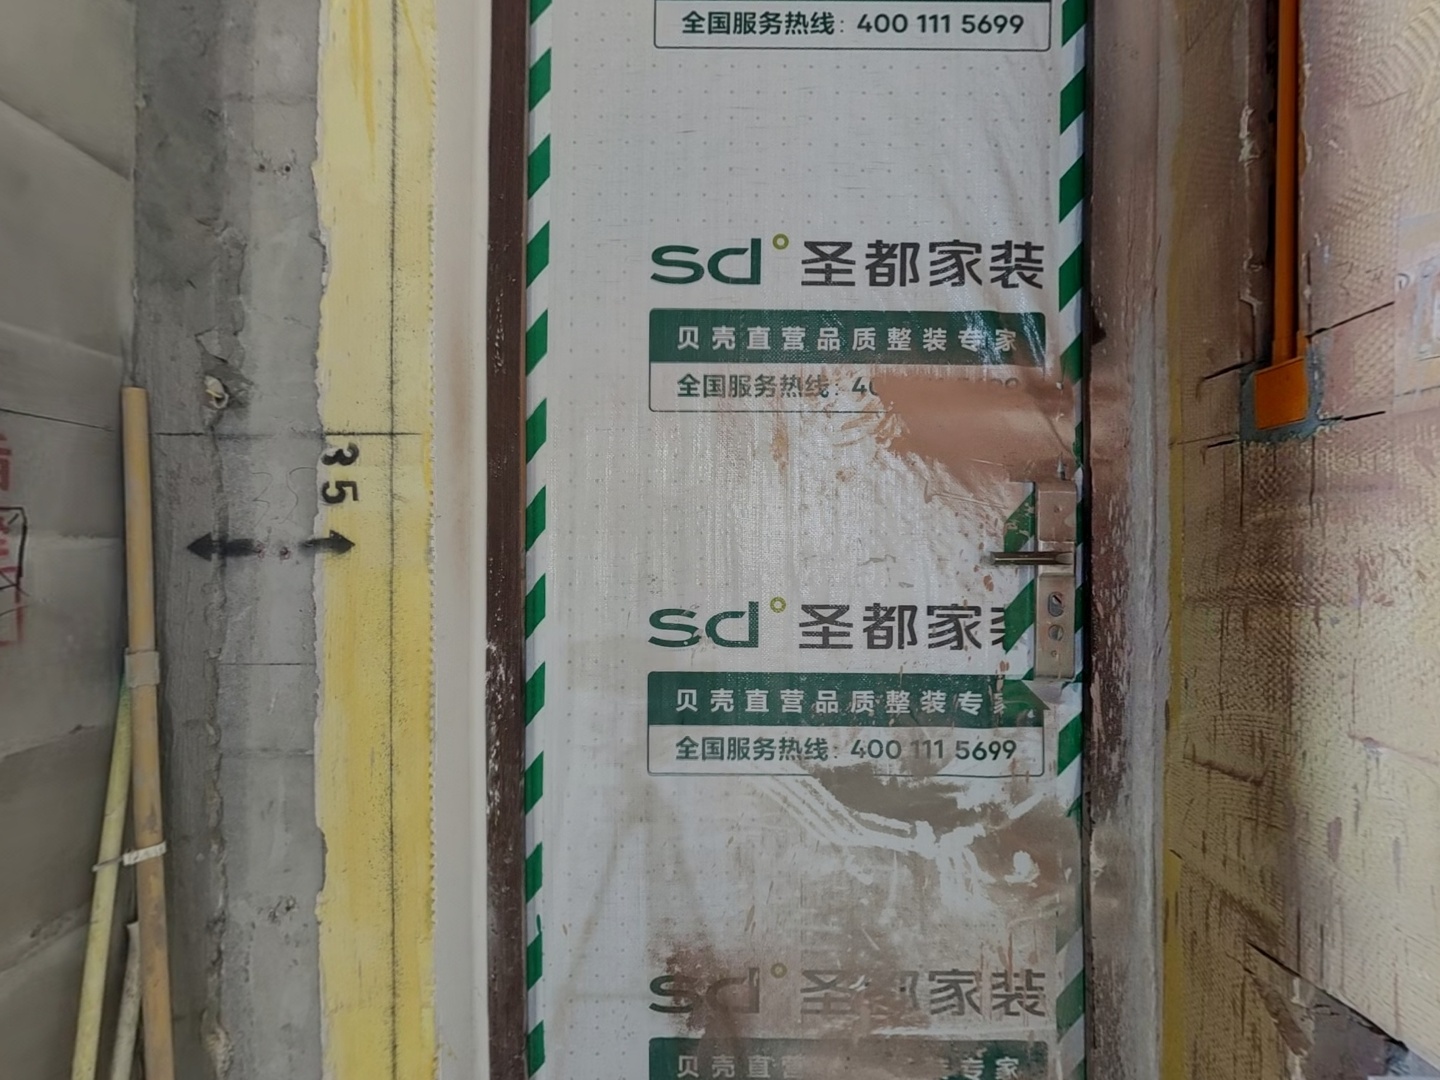 全国服务热线: 400 111 5699
sd 圣都家装
贝壳直营品质整装专家
全国服务热线: 40
35
sd 圣都家
贝壳直营品质整装专家
全国服务热线: 400 111 5699
sd 圣都家装
贝壳直营 专家